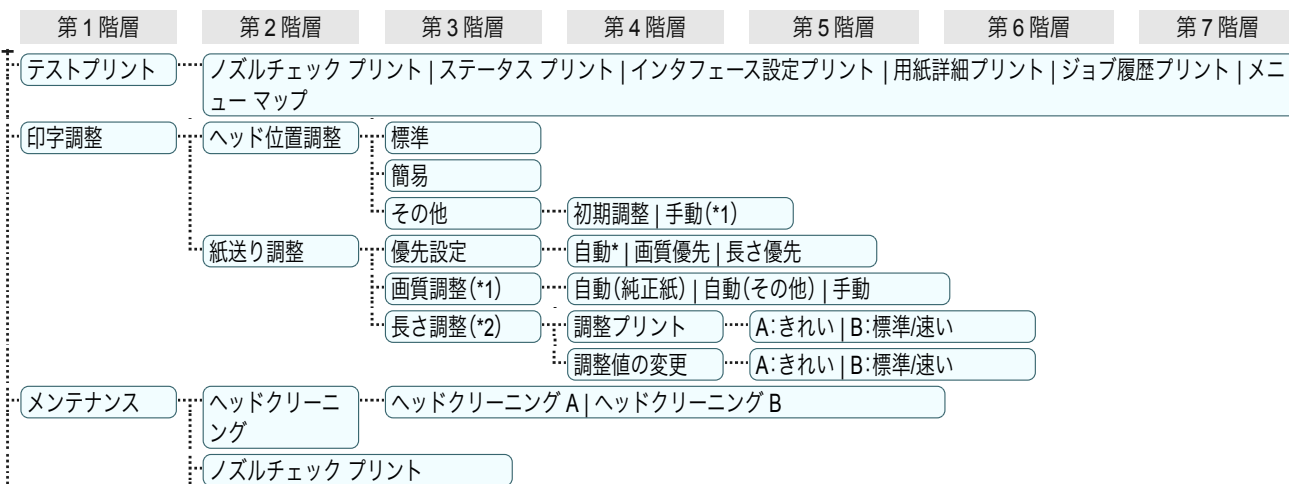 第1階層 第2階層 第3階層 第4階層 第5階層 第6階層 第7階層
テストプリント ノズルチェック プリント | ステータス プリント | インタフェース設定プリント | 用紙詳細プリント | ジョブ履歴プリント | メニ
ュー マップ
印字調整 ヘッド位置調整 標準
簡易
その他 初期調整 | 手動(*1)
紙送り調整 優先設定 自動* | 画質優先 | 長さ優先
画質調整(*1) 自動(純正紙) | 自動(その他) | 手動
長さ調整(*2) 調整プリント A:きれい | B:標準/速い
調整値の変更 A:きれい | B:標準/速い
メンテナンス ヘッドクリーニ ヘッドクリーニング A | ヘッドクリーニング B
ング
ノズルチェック プリント